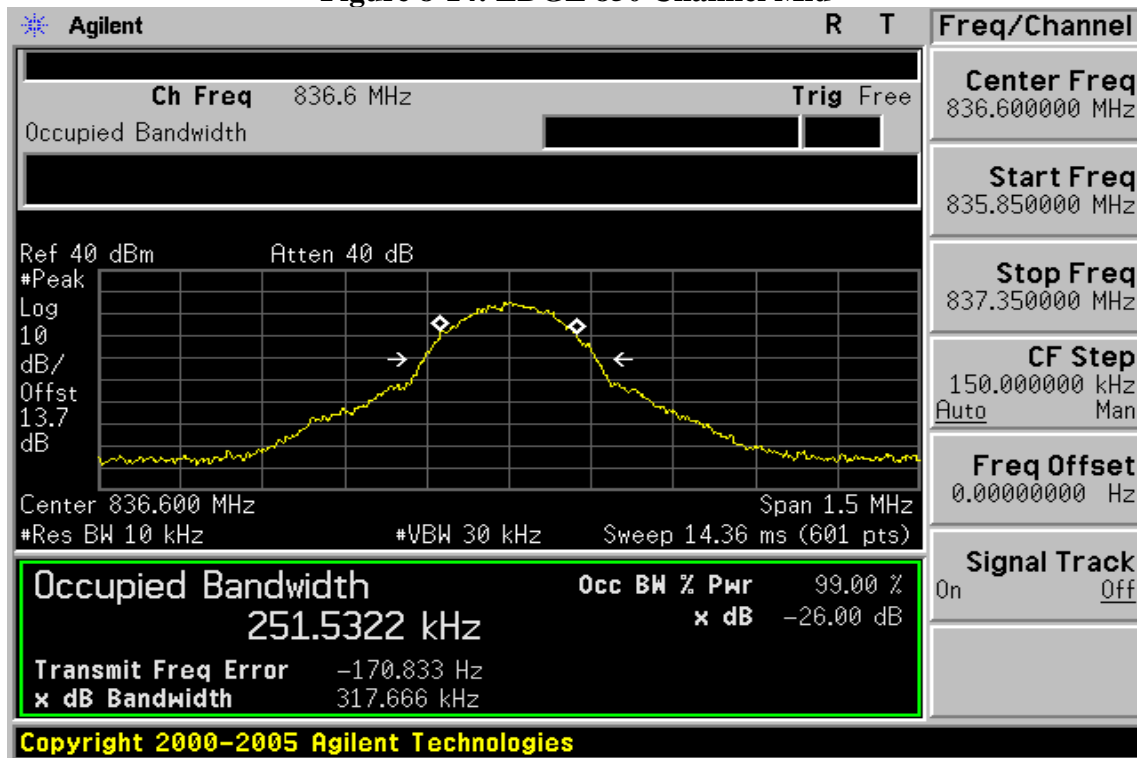 Agilent R T Freq/Channel
Ch Freq 836.6 MHz Trig Free
Occupied Bandwidth
Center Freq
836.600000 MHz
Start Freq
835.850000 MHz
Stop Freq
837.350000 MHz
CF Step
150.000000 kHz
Auto Man
Freq Offset
0.00000000 Hz
Signal Track
On Off
Ref 40 dBm Atten 40 dB
#Peak
Log
10
dB/
Offst
13.7
dB
Center 836.600 MHz Span 1.5 MHz
#Res BW 10 kHz #VBW 30 kHz Sweep 14.36 ms (601 pts)
Occupied Bandwidth Occ BW % Pwr 99.00 %
251.5322 kHz x dB -26.00 dB
Transmit Freq Error -170.833 Hz
x dB Bandwidth 317.666 kHz
Copyright 2000-2005 Agilent Technologies